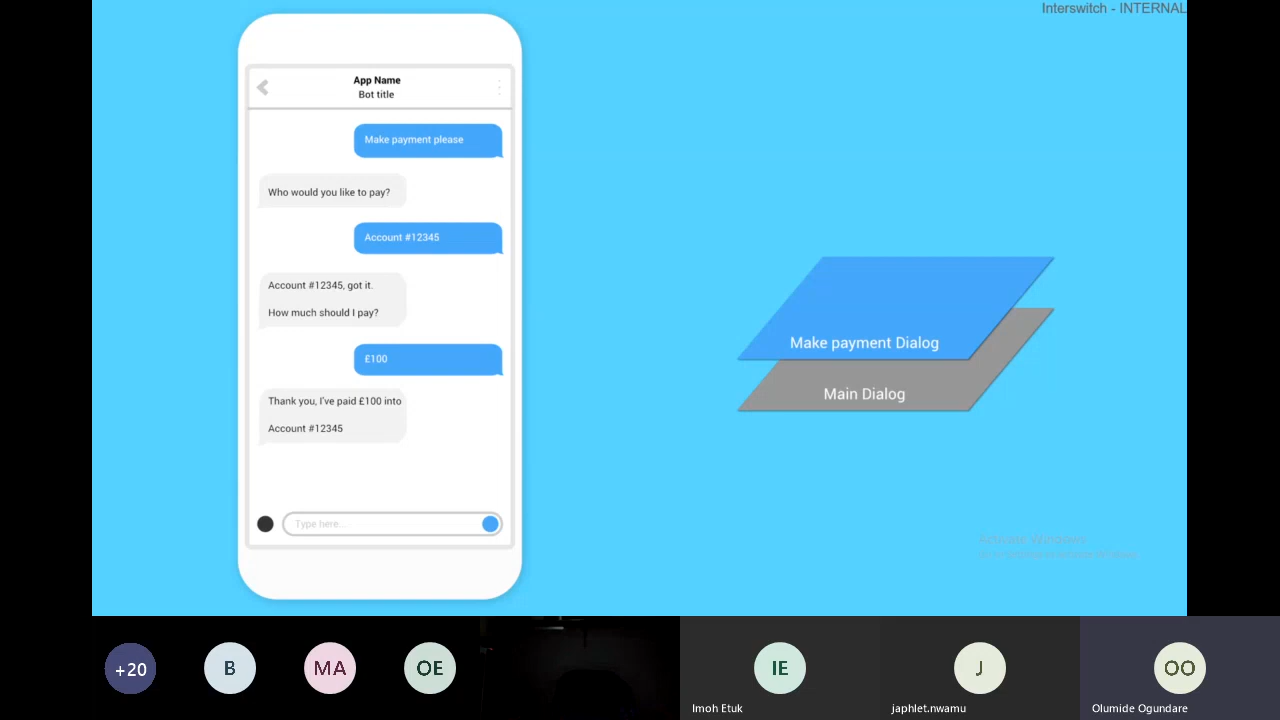 Interswitch - INTERNAL
App Name
Bot title
Make payment please
Who would you like to pay?
Account #12345
Account #12345, got it.
How much should I pay?
£100
Thank you, I've paid £100 into
Account #12345
Type here...
Make payment Dialog
Main Dialog
Activate Windows
+20
B
MA
OE
IE
J
OO
Imoh Etuk
japhlet.nwamu
Olumide Ogundare